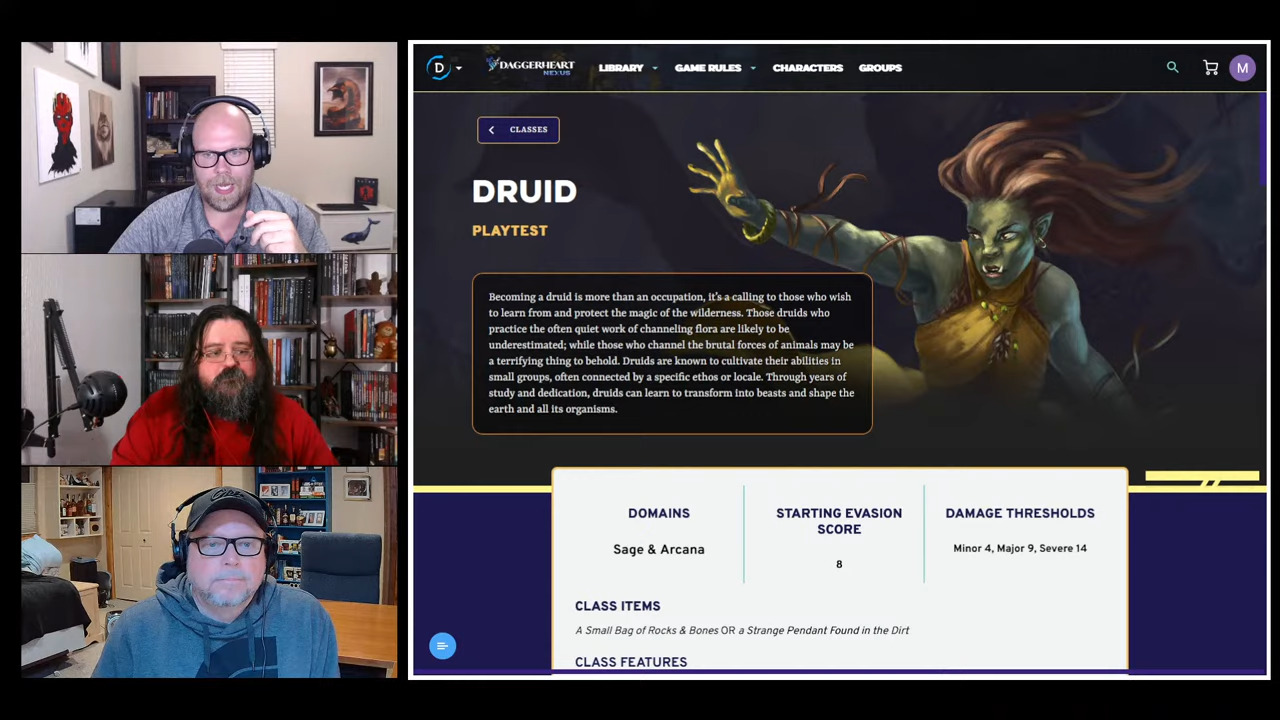 D
DAGGERHEART
NEXUS
LIBRARY
GAME RULES
CHARACTERS
GROUPS
M
CLASSES
DRUID
PLAYTEST
Becoming a druid is more than an occupation, it's a calling to those who wish
to learn from and protect the magic of the wilderness. Those druids who
practice the often quiet work of channeling flora are likely to be
underestimated; while those who channel the brutal forces of animals may be
a terrifying thing to behold. Druids are known to cultivate their abilities in
small groups, often connected by a specific ethos or locale. Through years of
study and dedication, druids can learn to transform into beasts and shape the
earth and all its organisms.
DOMAINS
Sage & Arcana
STARTING EVASION
SCORE
8
DAMAGE THRESHOLDS
Minor 4, Major 9, Severe 14
CLASS ITEMS
A Small Bag of Rocks & Bones OR a Strange Pendant Found in the Dirt
CLASS FEATURES